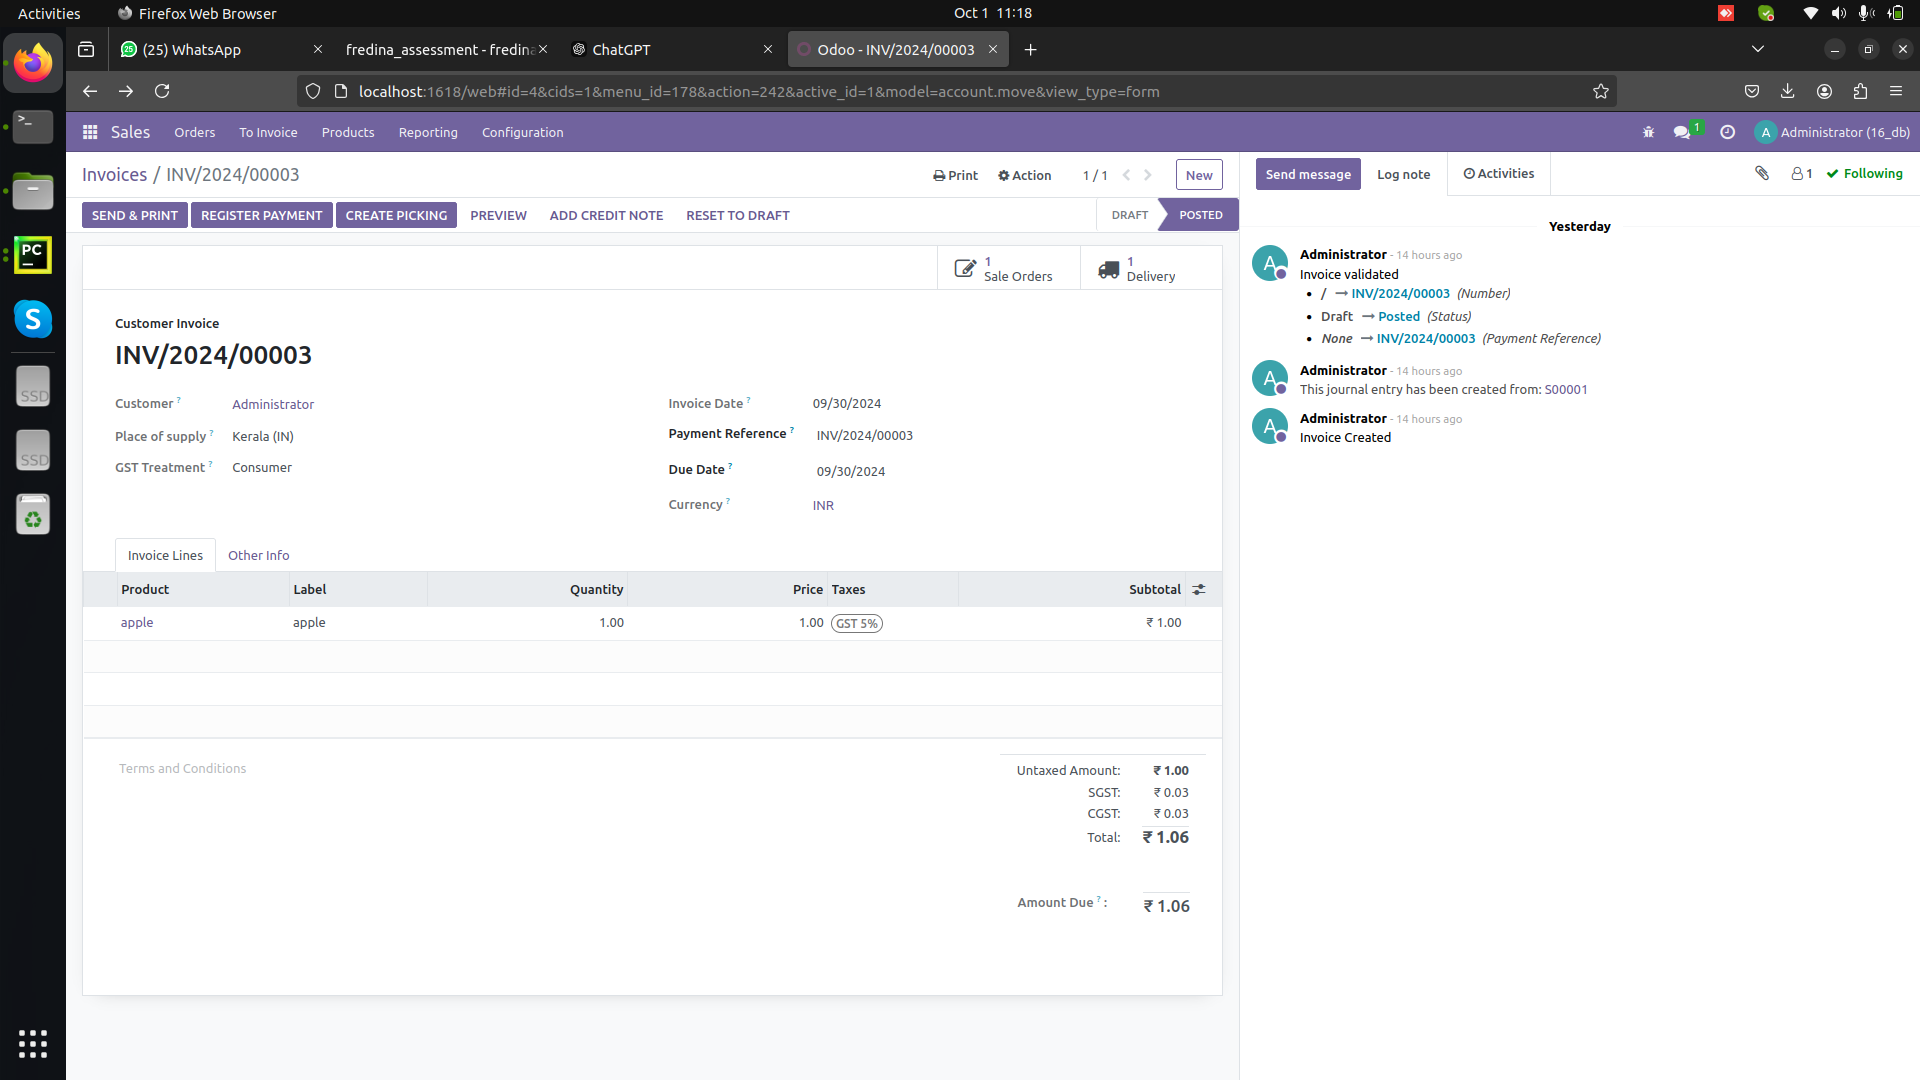 Activities Firefox Web Browser Oct 1 11:18
(25) WhatsApp fredina_assessment - fredina ChatGPT Odoo - INV/2024/00003
localhost:1618/web#id=4&cids=1&menu_id=178&action=242&active_id=1&model=account.move&view_type=form
Sales Orders To Invoice Products Reporting Configuration 1 A Administrator (16_db)
Invoices / INV/2024/00003 Print Action 1 / 1 New
SEND & PRINT REGISTER PAYMENT CREATE PICKING PREVIEW ADD CREDIT NOTE RESET TO DRAFT DRAFT POSTED
1 Sale Orders
1 Delivery
Customer Invoice
INV/2024/00003
Customer ? Administrator
Place of supply ? Kerala (IN)
GST Treatment ? Consumer
Invoice Date ? 09/30/2024
Payment Reference ? INV/2024/00003
Due Date ? 09/30/2024
Currency ? INR
Invoice Lines Other Info
Product Label Quantity Price Taxes Subtotal
apple apple 1.00 1.00 GST 5% ₹ 1.00
Terms and Conditions
Untaxed Amount: ₹ 1.00
SGST: ₹ 0.03
CGST: ₹ 0.03
Total: ₹ 1.06
Amount Due ? : ₹ 1.06
Send message Log note Activities 1 Following
Yesterday
A Administrator - 14 hours ago
Invoice validated
• / → INV/2024/00003 (Number)
• Draft → Posted (Status)
• None → INV/2024/00003 (Payment Reference)
A Administrator - 14 hours ago
This journal entry has been created from: S00001
A Administrator - 14 hours ago
Invoice Created
>_
PC
S
SSD
SSD